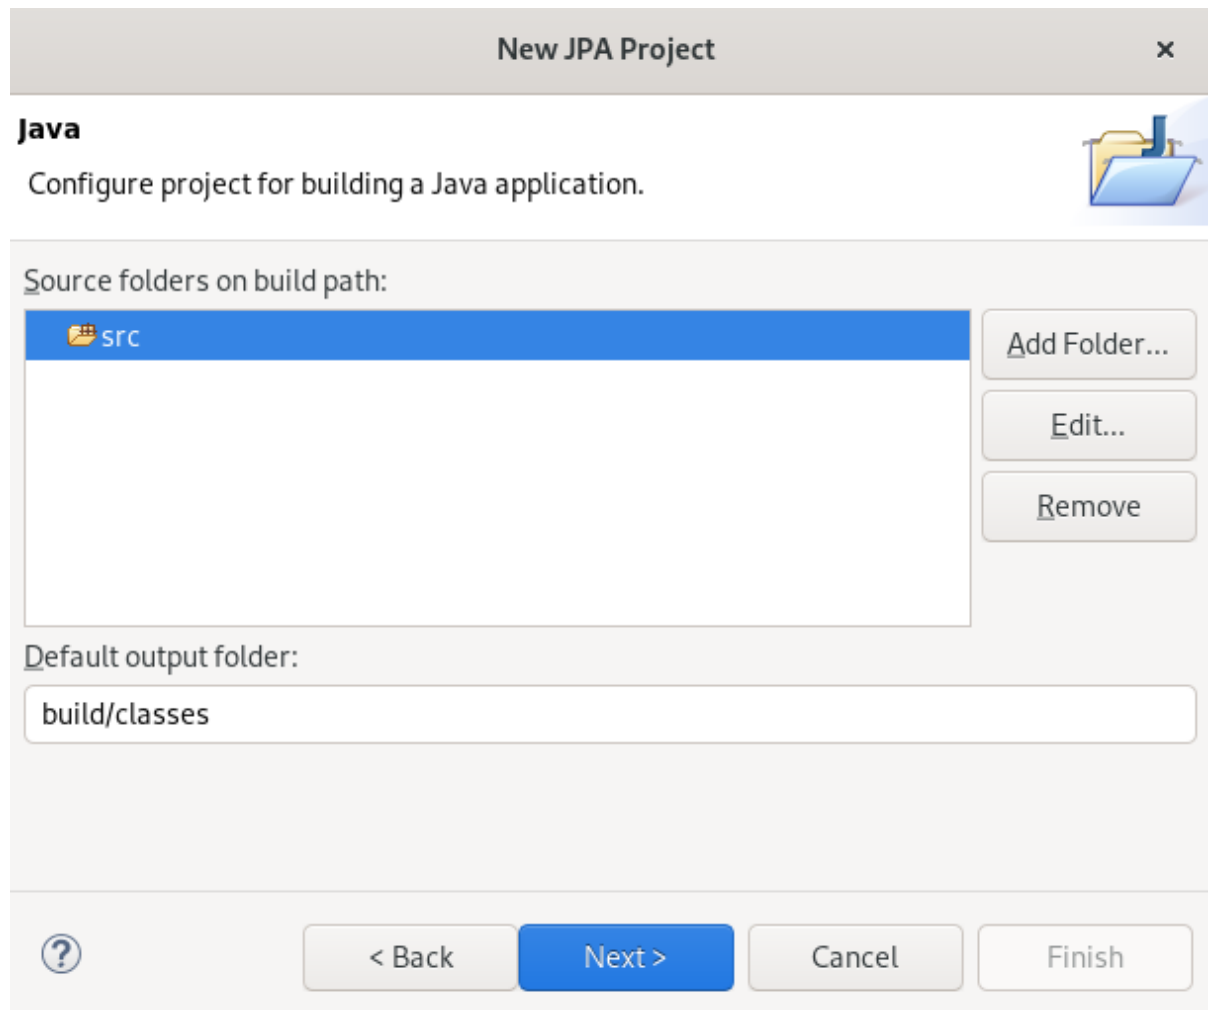 New JPA Project
Java
Configure project for building a Java application.
Source folders on build path:
src
Add Folder...
Edit...
Remove
Default output folder:
build/classes
< Back
Next >
Cancel
Finish